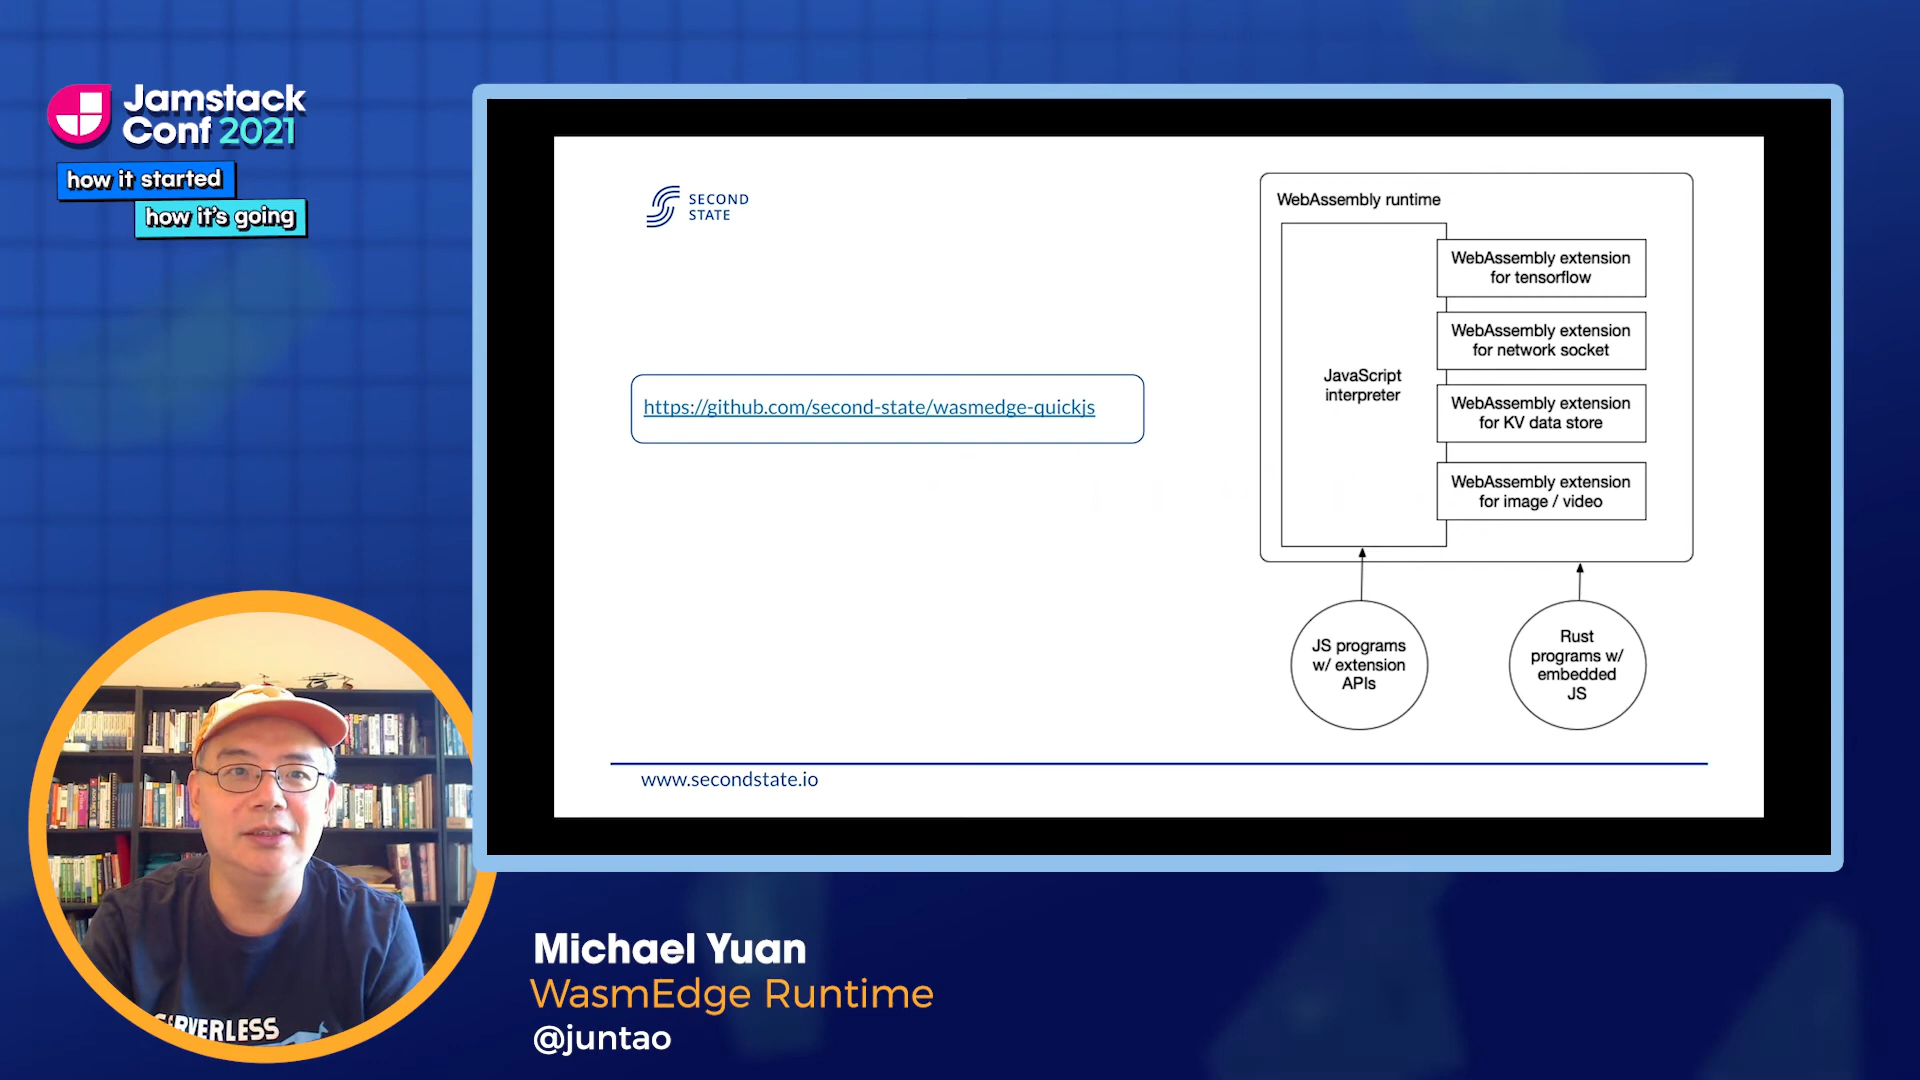 Jamstack
Conf 2021
how it started
how it's going
SECOND
STATE
https://github.com/second-state/wasmedge-quickjs
WebAssembly runtime
JavaScript
interpreter
WebAssembly extension
for tensorflow
WebAssembly extension
for network socket
WebAssembly extension
for KV data store
WebAssembly extension
for image / video
JS programs
w/ extension
APIs
Rust
programs w/
embedded
JS
www.secondstate.io
SERVERLESS
Michael Yuan
WasmEdge Runtime
@juntao